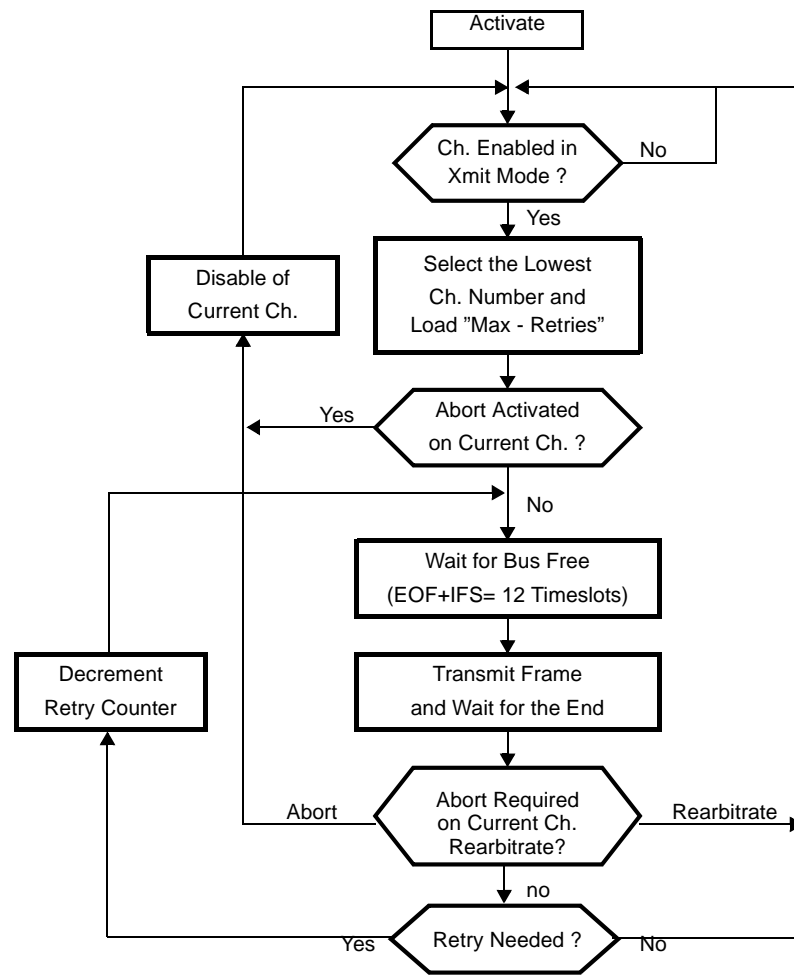 Activate
Ch. Enabled in
Xmit Mode ?
No
Yes
Select the Lowest
Ch. Number and
Load ”Max - Retries”
Disable of
Current Ch.
Yes
Abort Activated
on Current Ch. ?
No
Wait for Bus Free
(EOF+IFS= 12 Timeslots)
Decrement
Retry Counter
Transmit Frame
and Wait for the End
Abort
Abort Required
on Current Ch.
Rearbitrate?
Rearbitrate
no
Yes
Retry Needed ?
No